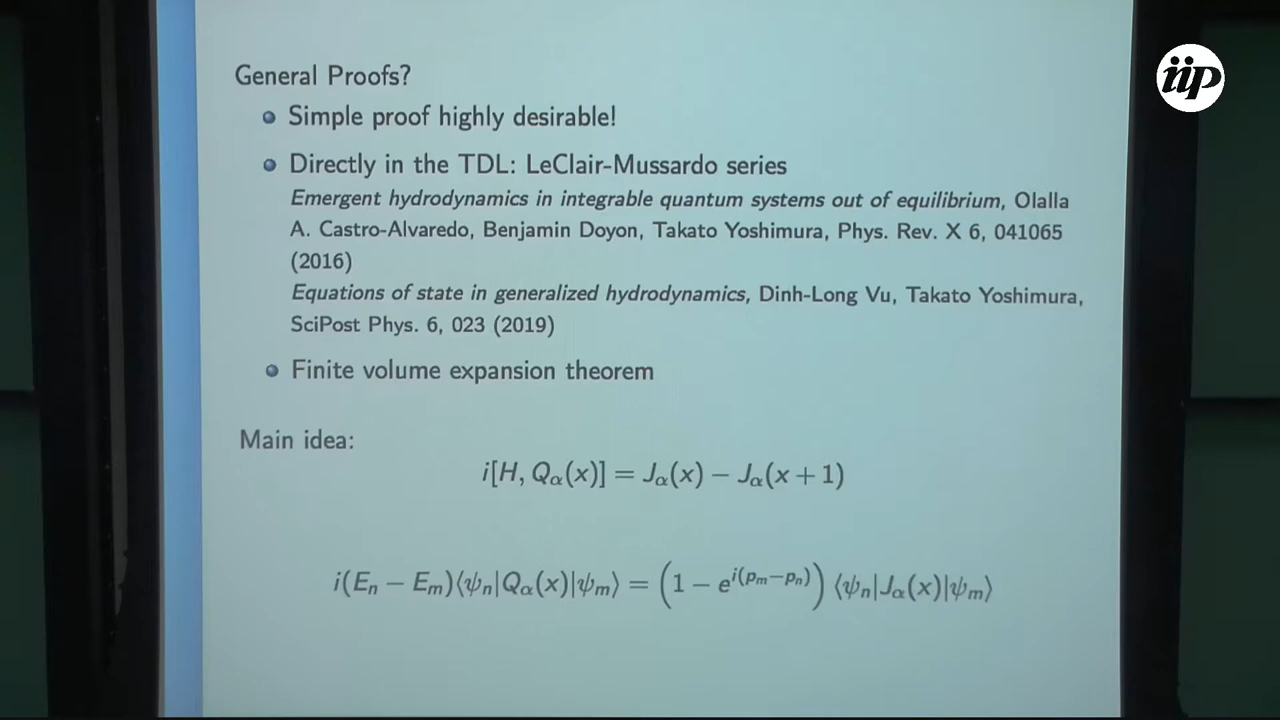 iip
General Proofs?
Simple proof highly desirable!
Directly in the TDL: LeClair-Mussardo series
Emergent hydrodynamics in integrable quantum systems out of equilibrium, Olalla
A. Castro-Alvaredo, Benjamin Doyon, Takato Yoshimura, Phys. Rev. X 6, 041065
(2016)
Equations of state in generalized hydrodynamics, Dinh-Long Vu, Takato Yoshimura,
SciPost Phys. 6, 023 (2019)
Finite volume expansion theorem
Main idea:
i[H, Qα(x)] = Jα(x) − Jα(x + 1)
i(Eₙ − Eₘ)⟨ψₙ|Qα(x)|ψₘ⟩ = (1 − e^{i(pₘ−pₙ)}) ⟨ψₙ|Jα(x)|ψₘ⟩